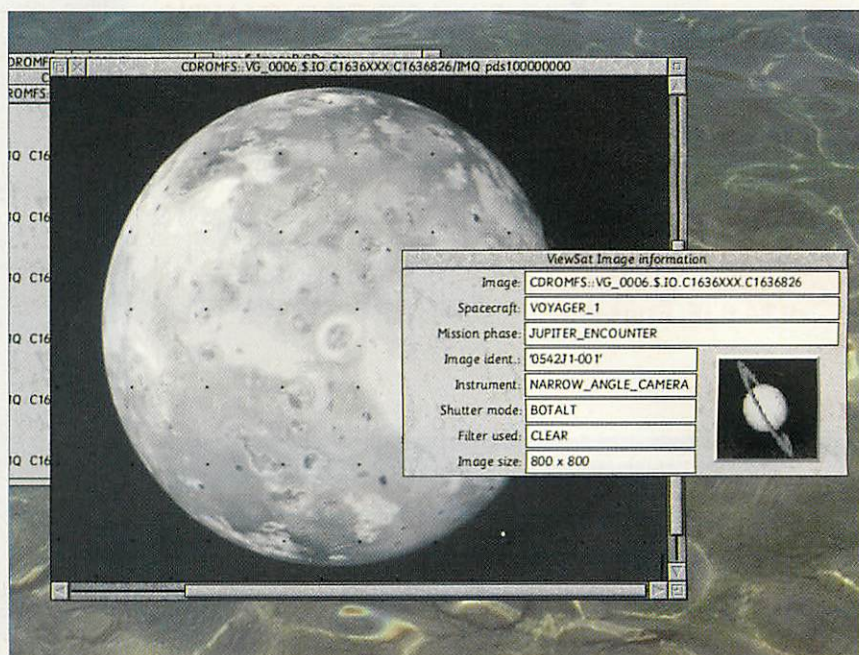 CDROMFS::VG_0006.$.IO.C1636XXX.C1636826/IMQ pds100000000
CDROMF
C
ROMFS::
IQ C16
IQ C16
IQ C16
IQ C16
IQ C16
IQ C16
ViewSat Image information
Image: CDROMFS::VG_0006.$.IO.C1636XXX.C1636826
Spacecraft: VOYAGER_1
Mission phase: JUPITER_ENCOUNTER
Image ident.: '0542J1-001'
Instrument: NARROW_ANGLE_CAMERA
Shutter mode: BOTALT
Filter used: CLEAR
Image size: 800 x 800